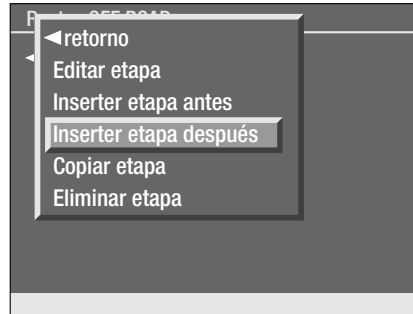 retorno
Editar etapa
Inserter etapa antes
Inserter etapa después
Copiar etapa
Eliminar etapa